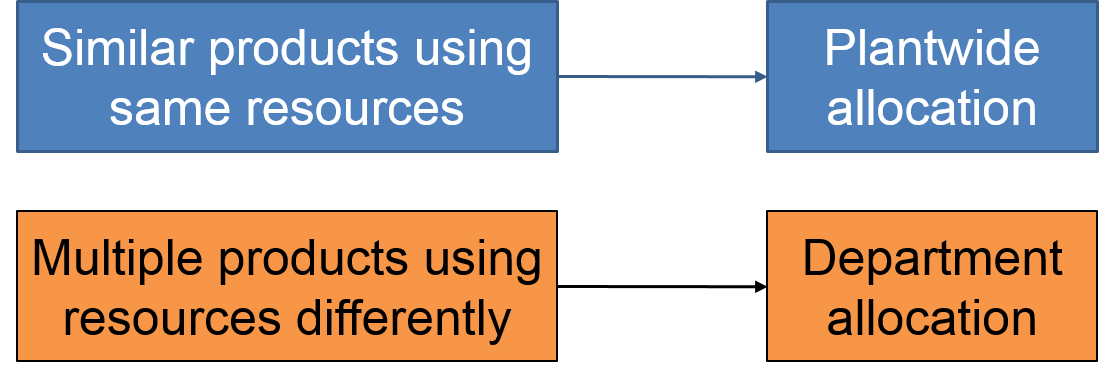 Similar products using
same resources
Plantwide
allocation
Multiple products using
resources differently
Department
allocation